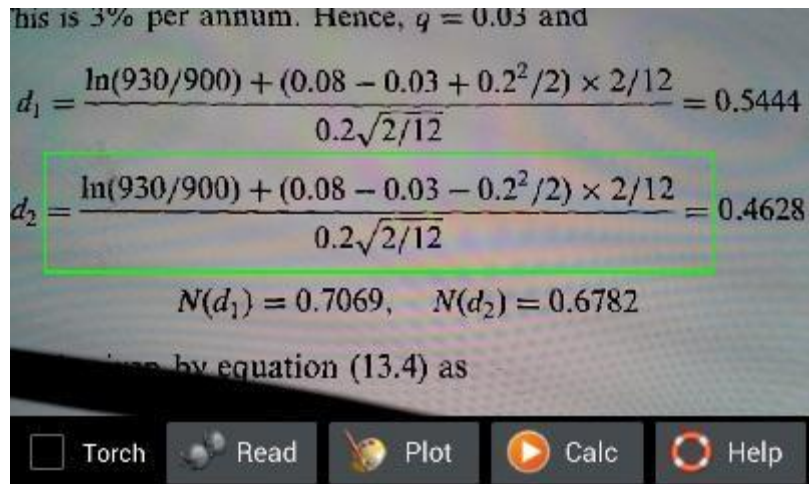 his is 3% per annum. Hence, q = 0.03 and
d₁ = ln(930/900) + (0.08 − 0.03 + 0.2²/2) × 2/12 / 0.2√2/12 = 0.5444
d₂ = ln(930/900) + (0.08 − 0.03 − 0.2²/2) × 2/12 / 0.2√2/12 = 0.4628
N(d₁) = 0.7069, N(d₂) = 0.6782
by equation (13.4) as
Torch Read Plot Calc Help